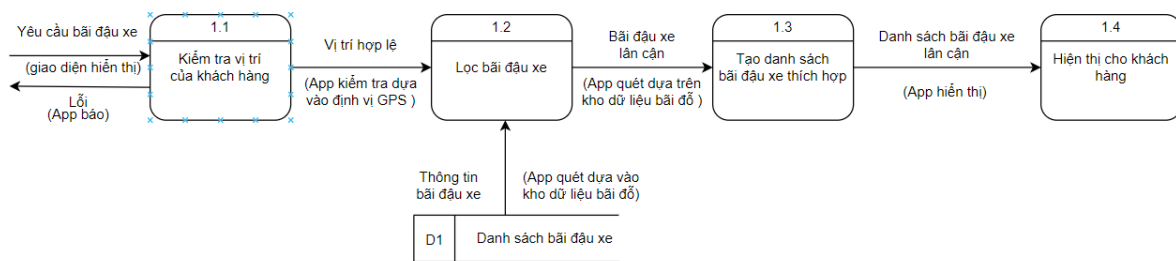 Yêu cầu bãi đậu xe
(giao diện hiển thị)
Lỗi
(App báo)
1.1
Kiểm tra vị trí
của khách hàng
Vị trí hợp lệ
(App kiểm tra dựa
vào định vị GPS )
1.2
Lọc bãi đậu xe
Bãi đậu xe
lân cận
(App quét dựa trên
kho dữ liệu bãi đỗ )
1.3
Tạo danh sách
bãi đậu xe thích hợp
Danh sách bãi đậu xe
lân cận
(App hiển thị)
1.4
Hiện thị cho khách
hàng
Thông tin
bãi đậu xe
(App quét dựa vào
kho dữ liệu bãi đỗ)
D1
Danh sách bãi đậu xe